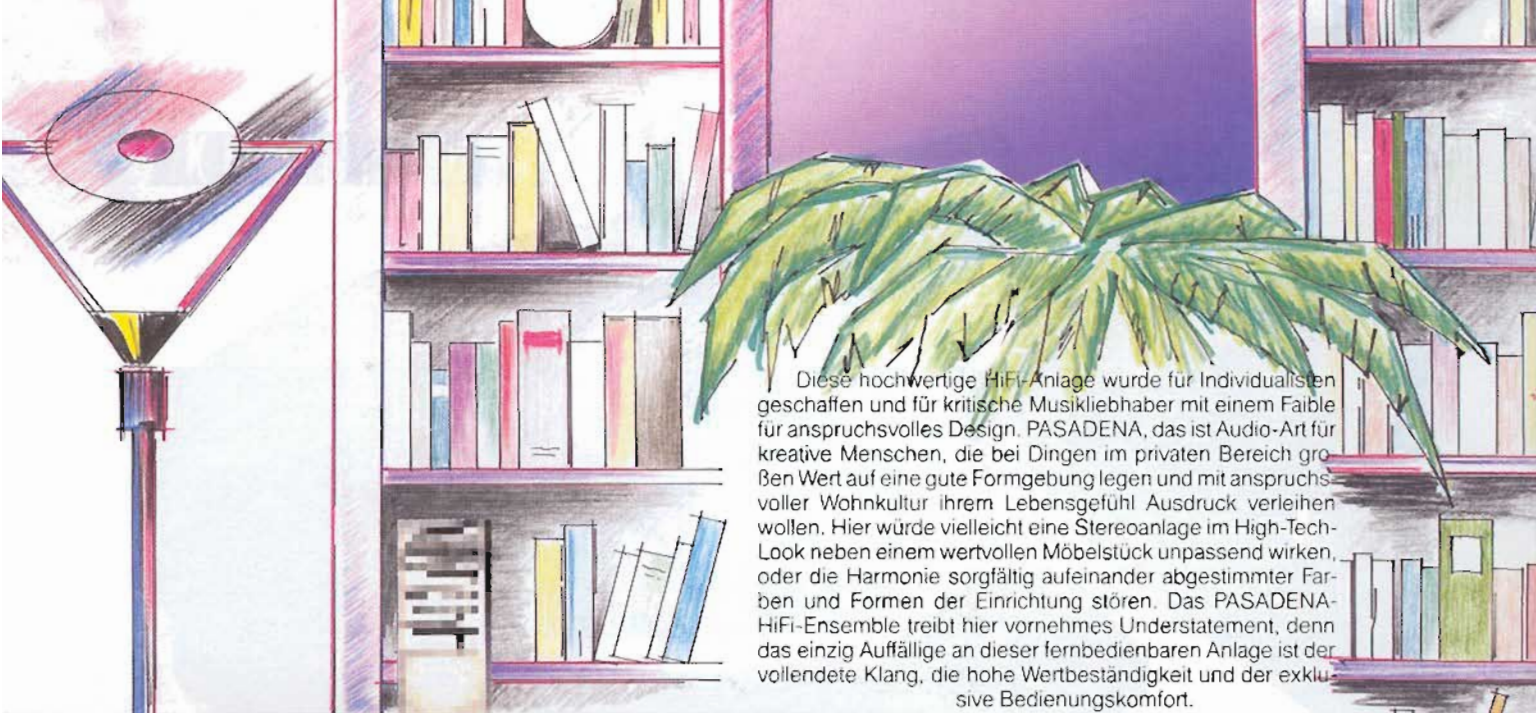 Diese hochwertige HiFi-Anlage wurde für Individualisten
geschaffen und für kritische Musikliebhaber mit einem Faible
für anspruchsvolles Design. PASADENA, das ist Audio-Art für
kreative Menschen, die bei Dingen im privaten Bereich gro-
ßen Wert auf eine gute Formgebung legen und mit anspruchs-
voller Wohnkultur ihrem Lebensgefühl Ausdruck verleihen
wollen. Hier würde vielleicht eine Stereoanlage im High-Tech-
Look neben einem wertvollen Möbelstück unpassend wirken,
oder die Harmonie sorgfältig aufeinander abgestimmter Far-
ben und Formen der Einrichtung stören. Das PASADENA-
HiFi-Ensemble treibt hier vornehmes Understatement, denn
das einzig Auffällige an dieser fernbedienbaren Anlage ist der
vollendete Klang, die hohe Wertbeständigkeit und der exklu-
sive Bedienungskomfort.